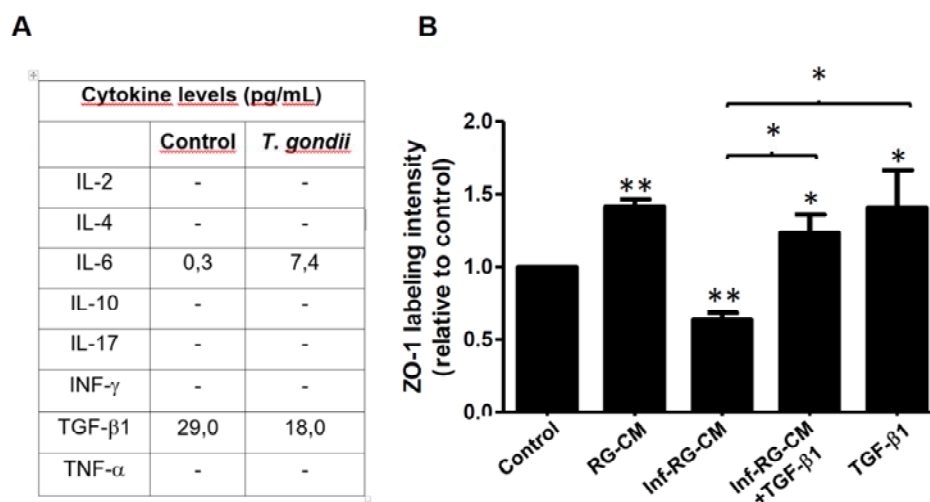 A
Cytokine levels (pg/mL)
Control T. gondii
IL-2 - -
IL-4 - -
IL-6 0,3 7,4
IL-10 - -
IL-17 - -
INF-γ - -
TGF-β1 29,0 18,0
TNF-α - -
B
ZO-1 labeling intensity
(relative to control)
2.0
1.5
1.0
0.5
0.0
*
*
**
**
*
*
Control
RG-CM
Inf-RG-CM
Inf-RG-CM
+TGF-β1
TGF-β1